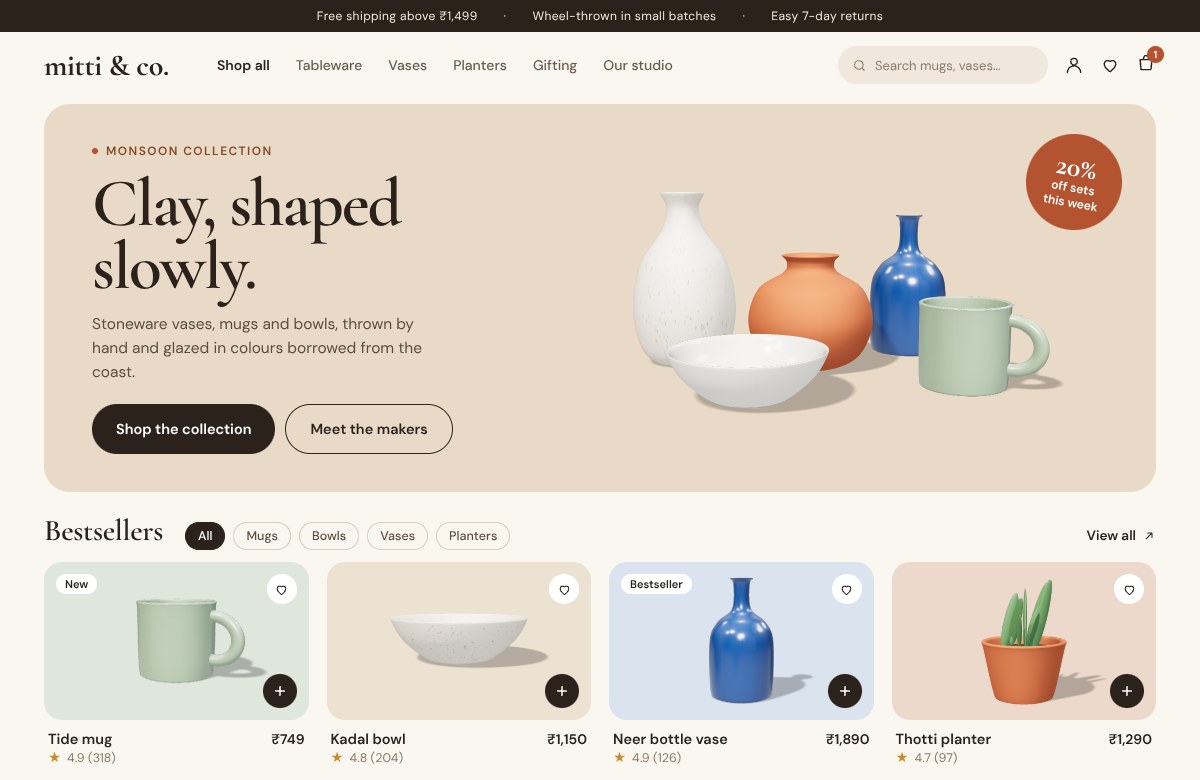 Free shipping above ₹1,499 · Wheel-thrown in small batches · Easy 7-day returns
mitti & co. Shop all Tableware Vases Planters Gifting Our studio Search mugs, vases... 1
MONSOON COLLECTION
Clay, shaped
slowly.
Stoneware vases, mugs and bowls, thrown by
hand and glazed in colours borrowed from the
coast.
Shop the collection Meet the makers
20%
off sets
this week
Bestsellers All Mugs Bowls Vases Planters View all
New
Bestseller
Tide mug ₹749
★ 4.9 (318)
Kadal bowl ₹1,150
★ 4.8 (204)
Neer bottle vase ₹1,890
★ 4.9 (126)
Thotti planter ₹1,290
★ 4.7 (97)